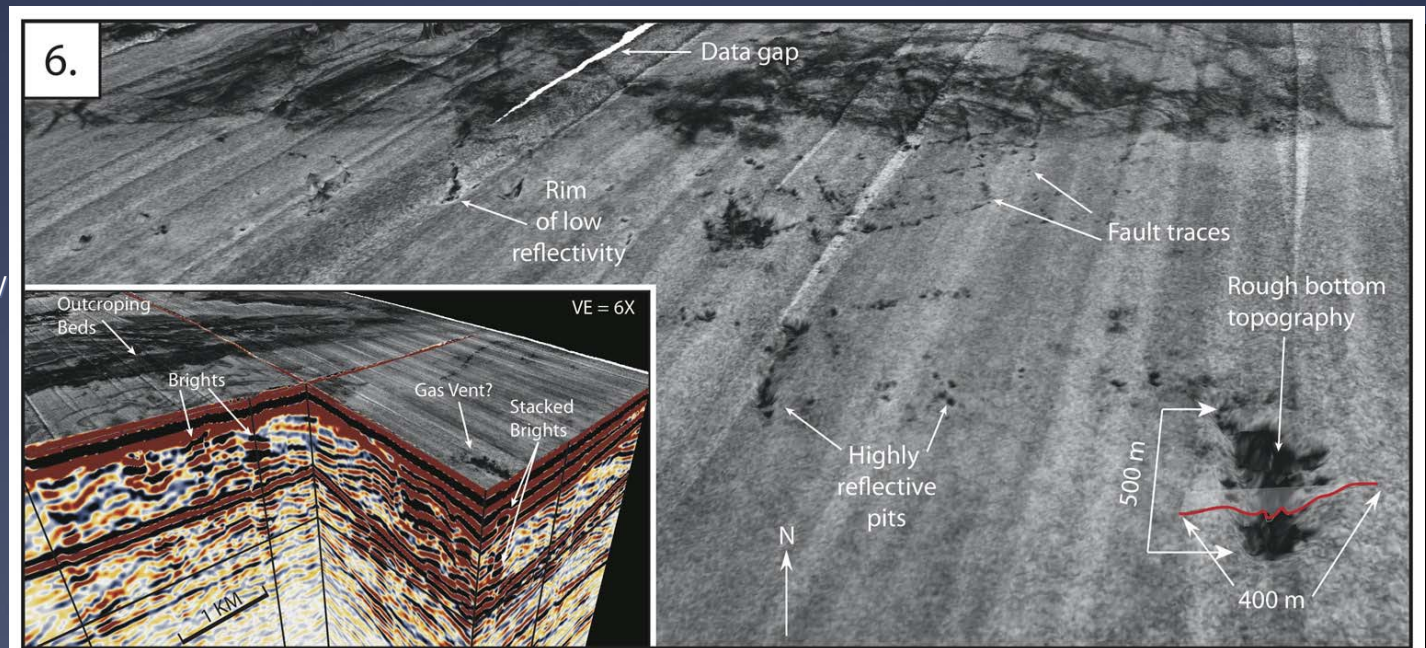 6.
Data gap
Rim
of low
reflectivity
Fault traces
Rough bottom
topography
Highly
reflective
pits
500 m
400 m
N
VE = 6X
Outcroping
Beds
Brights
Gas Vent?
Stacked
Brights
1 KM
y